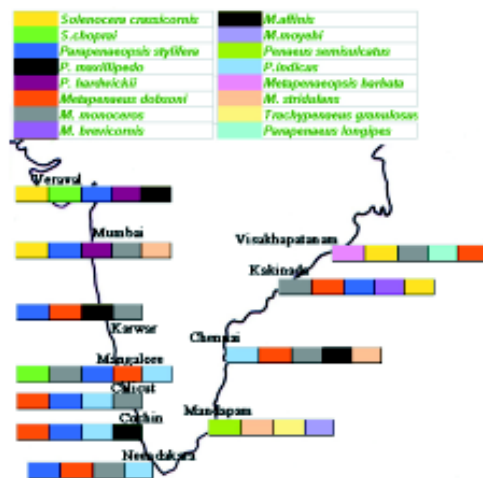 Solenocera crassicornis
S.choprai
Parapenaeopsis stylifera
P. maxillipedo
P. hardwickii
Metapenaeus dobsoni
M. monoceros
M. brevicornis
M.affinis
M.moyebi
Penaeus semisulcatus
P.indicus
Metapenaeopsis barbata
M. stridulans
Trachypenaeus granulosus
Parapenaeus longipes
Veraval
Mumbai
Visakhapatanam
Kakinada
Karwar
Chennai
Mangalore
Calicut
Cochin
Mandapam
Neendakara